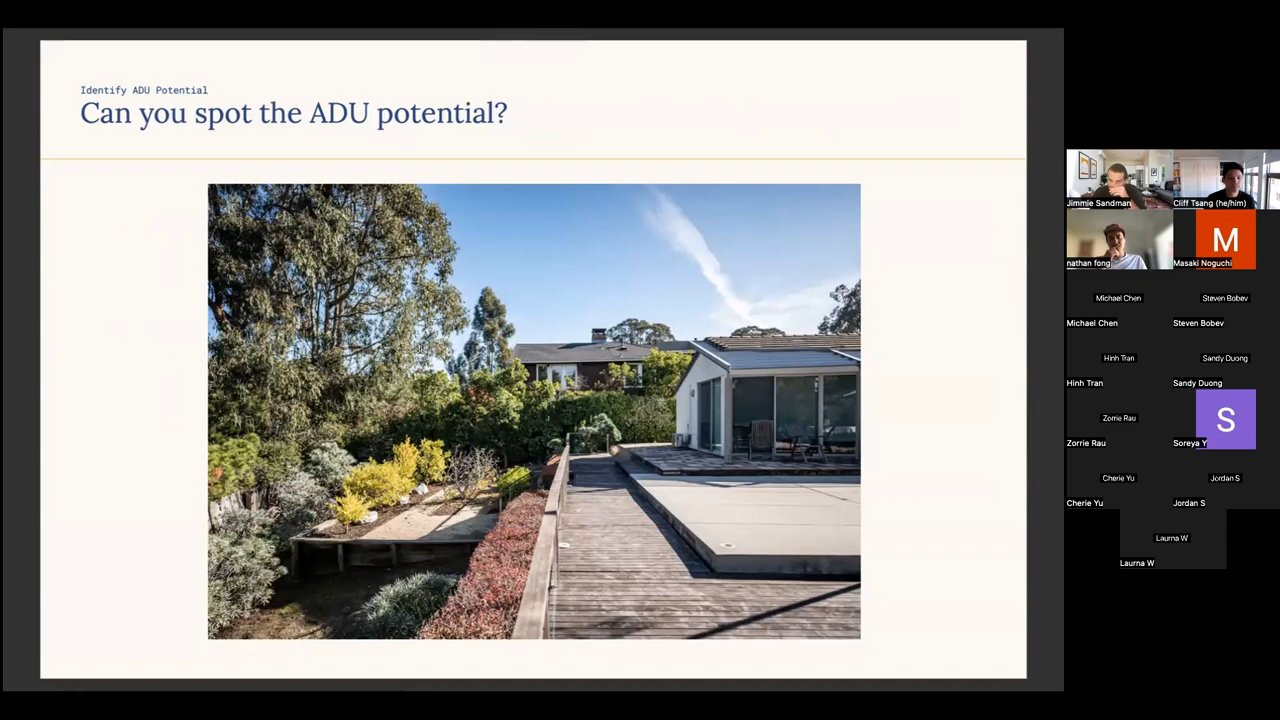 Identify ADU Potential
Can you spot the ADU potential?
Jimmie Sandman
Cliff Tsang (he/him)
nathan fong
M
Masaki Noguchi
Michael Chen
Steven Bobev
Michael Chen
Steven Bobev
Hinh Tran
Sandy Duong
Hinh Tran
Sandy Duong
Zorrie Rau
S
Zorrie Rau
Soreya Y
Cherie Yu
Jordan S
Cherie Yu
Jordan S
Laurna W
Laurna W